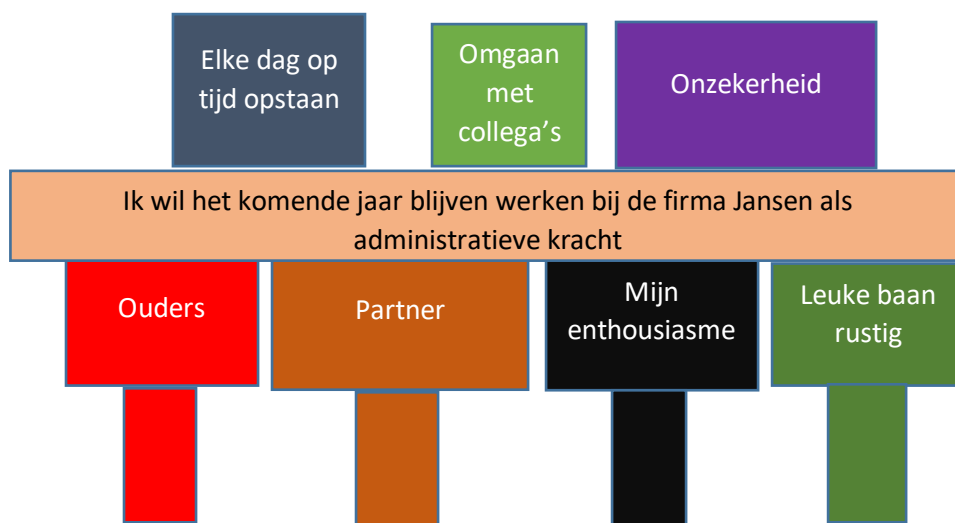 Elke dag op
tijd opstaan
Omgaan
met
collega's
Onzekerheid
Ik wil het komende jaar blijven werken bij de firma Jansen als
administratieve kracht
Ouders
Partner
Mijn
enthousiasme
Leuke baan
rustig